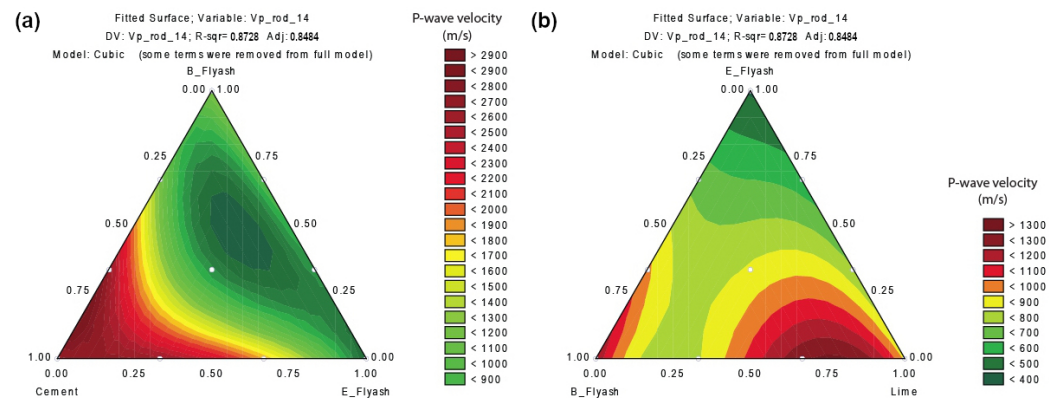 (a)
Fitted Surface; Variable: Vp_rod_14
DV: Vp_rod_14; R-sqr= 0.8728 Adj: 0.8484
Model: Cubic (some terms were removed from full model)
B_Flyash
0.00 1.00
0.25 0.75
0.50 0.50
0.75 0.25
1.00 0.00
0.00 0.25 0.50 0.75 1.00
Cement E_Flyash
P-wave velocity
(m/s)
> 2900
< 2900
< 2800
< 2700
< 2600
< 2500
< 2400
< 2300
< 2200
< 2100
< 2000
< 1900
< 1800
< 1700
< 1600
< 1500
< 1400
< 1300
< 1200
< 1100
< 1000
< 900
(b)
Fitted Surface; Variable: Vp_rod_14
DV: Vp_rod_14; R-sqr= 0.8728 Adj: 0.8484
Model: Cubic (some terms were removed from full model)
E_Flyash
0.00 1.00
0.25 0.75
0.50 0.50
0.75 0.25
1.00 0.00
0.00 0.25 0.50 0.75 1.00
B_Flyash Lime
P-wave velocity
(m/s)
> 1300
< 1300
< 1200
< 1100
< 1000
< 900
< 800
< 700
< 600
< 500
< 400